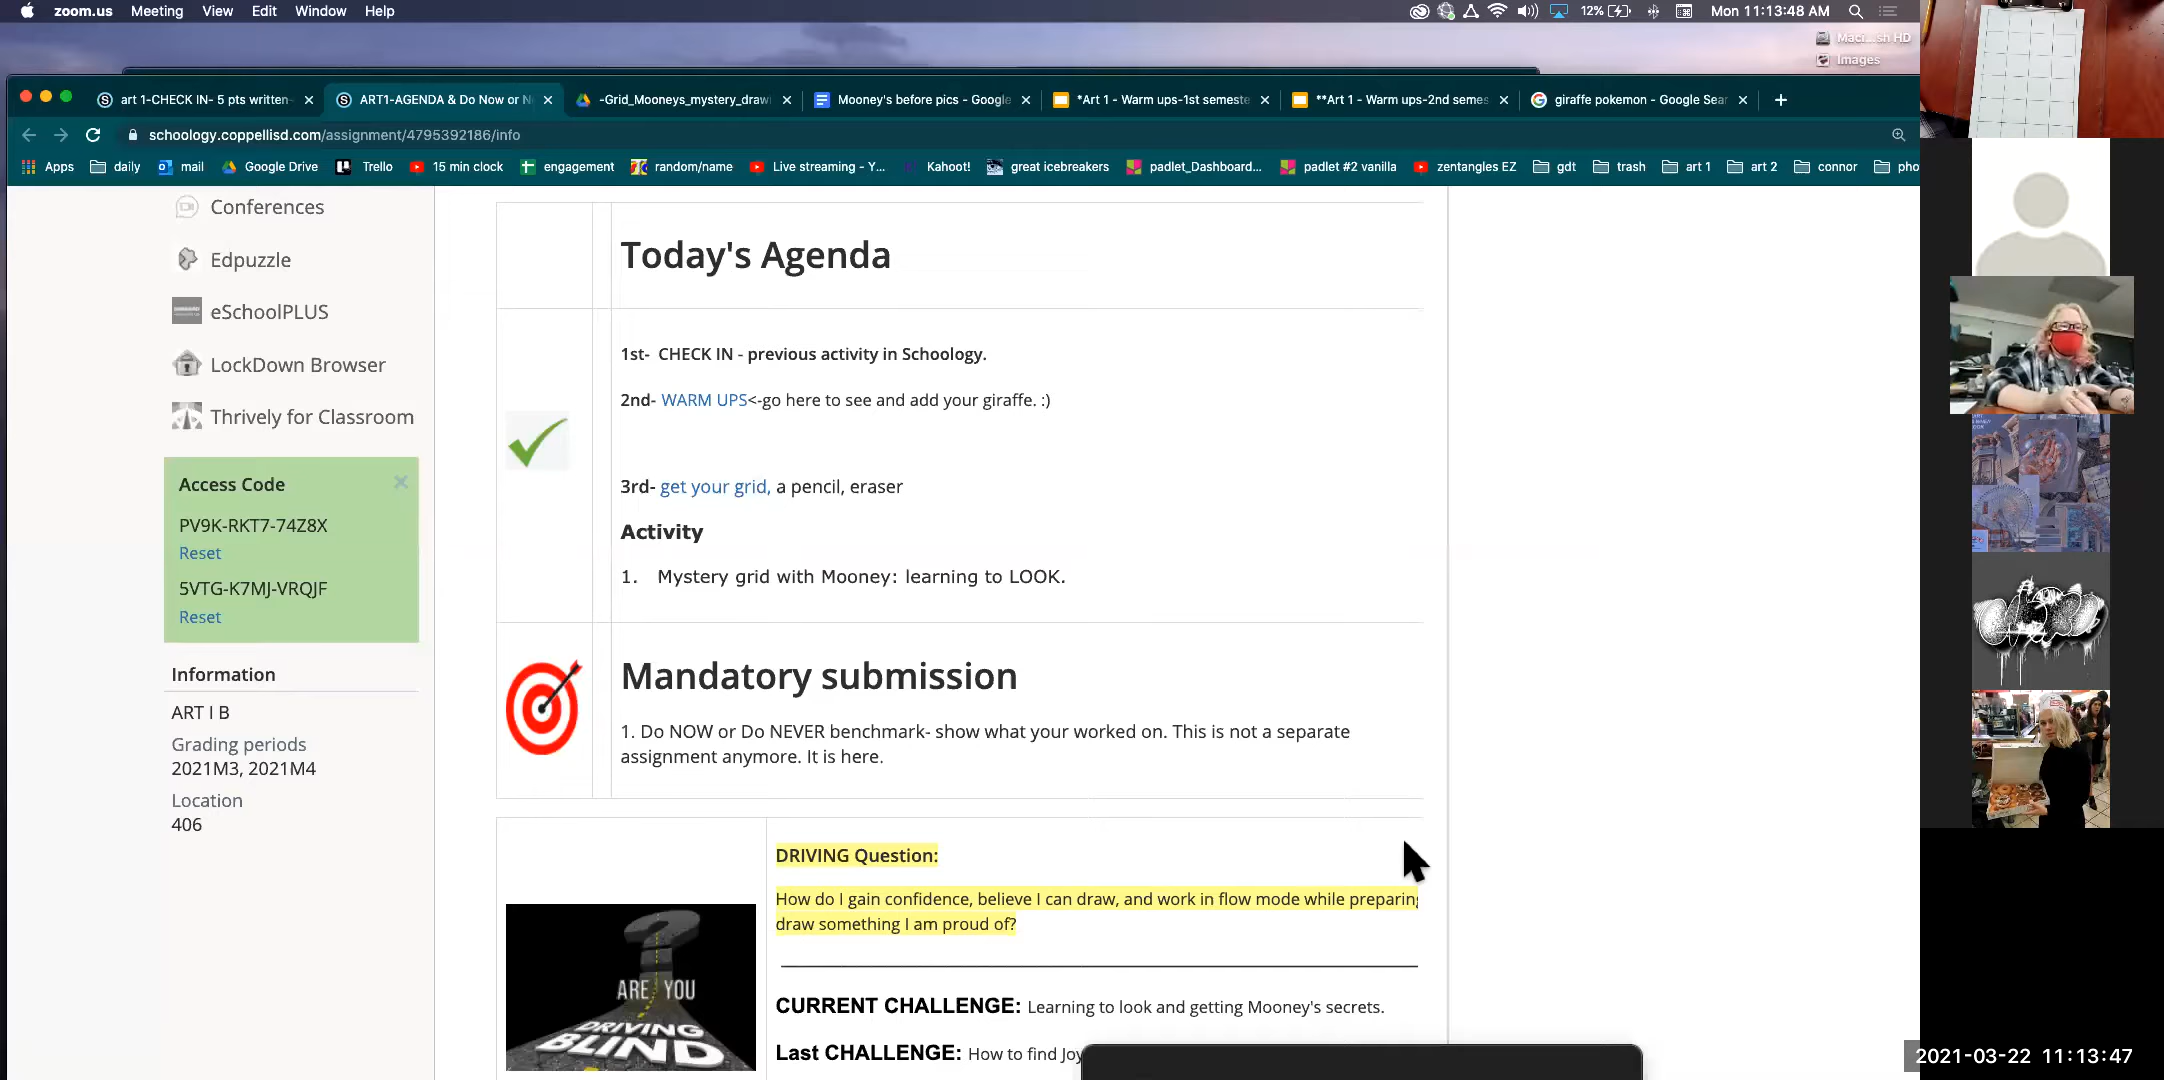 zoom.us Meeting View Edit Window Help 12% Mon 11:13:48 AM
Maci...sh HD
Images
art 1-CHECK IN- 5 pts written- ART1-AGENDA & Do Now or N -Grid_Mooneys_mystery_draw Mooney's before pics - Google *Art 1 - Warm ups-1st semeste **Art 1 - Warm ups-2nd semes giraffe pokemon - Google Sear
schoology.coppellisd.com/assignment/4795392186/info
Apps daily mail Google Drive Trello 15 min clock engagement random/name Live streaming - Y... Kahoot! great icebreakers padlet_Dashboard... padlet #2 vanilla zentangles EZ gdt trash art 1 art 2 connor pho
Conferences
Edpuzzle
eSchoolPLUS
LockDown Browser
Thrively for Classroom
Access Code
PV9K-RKT7-74Z8X
Reset
5VTG-K7MJ-VRQJF
Reset
Information
ART I B
Grading periods
2021M3, 2021M4
Location
406
Today's Agenda
1st- CHECK IN - previous activity in Schoology.
2nd- WARM UPS<-go here to see and add your giraffe. :)
3rd- get your grid, a pencil, eraser
Activity
1. Mystery grid with Mooney: learning to LOOK.
Mandatory submission
1. Do NOW or Do NEVER benchmark- show what your worked on. This is not a separate
assignment anymore. It is here.
ARE YOU
DRIVING
BLIND
DRIVING Question:
How do I gain confidence, believe I can draw, and work in flow mode while preparing
draw something I am proud of?
CURRENT CHALLENGE: Learning to look and getting Mooney's secrets.
Last CHALLENGE: How to find Joy
2021-03-22 11:13:47